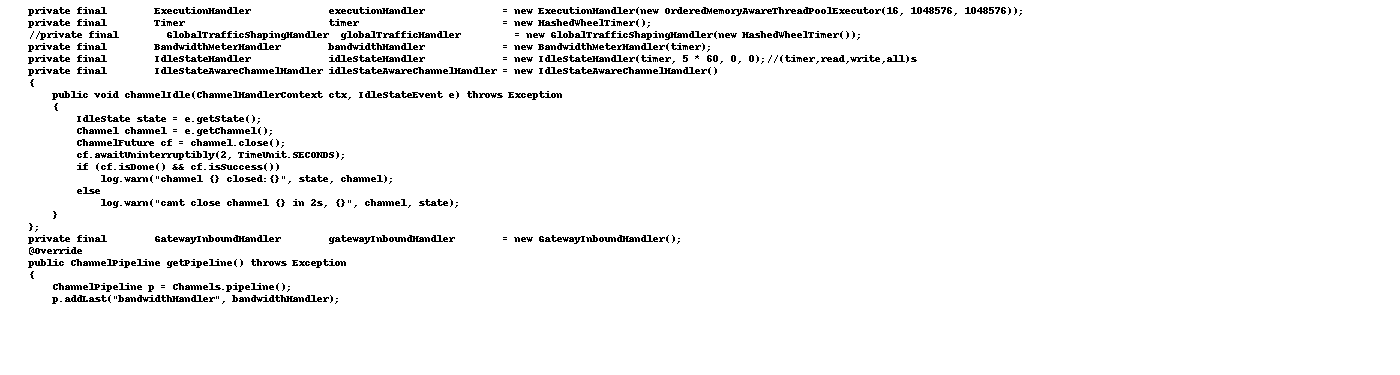 private final        ExecutionHandler             executionHandler             = new ExecutionHandler(new OrderedMemoryAwareThreadPoolExecutor(16, 1048576, 1048576));
private final        Timer                        timer                        = new HashedWheelTimer();
//private final        GlobalTrafficShapingHandler  globalTrafficHandler         = new GlobalTrafficShapingHandler(new HashedWheelTimer());
private final        BandwidthMeterHandler        bandwidthHandler             = new BandwidthMeterHandler(timer);
private final        IdleStateHandler             idleStateHandler             = new IdleStateHandler(timer, 5 * 60, 0, 0);//(timer,read,write,all)s
private final        IdleStateAwareChannelHandler idleStateAwareChannelHandler = new IdleStateAwareChannelHandler()
{
    public void channelIdle(ChannelHandlerContext ctx, IdleStateEvent e) throws Exception
    {
        IdleState state = e.getState();
        Channel channel = e.getChannel();
        ChannelFuture cf = channel.close();
        cf.awaitUninterruptibly(2, TimeUnit.SECONDS);
        if (cf.isDone() && cf.isSuccess())
            log.warn("channel {} closed:{}", state, channel);
        else
            log.warn("cant close channel {} in 2s, {}", channel, state);
    }
};
private final        GatewayInboundHandler        gatewayInboundHandler        = new GatewayInboundHandler();
@Override
public ChannelPipeline getPipeline() throws Exception
{
    ChannelPipeline p = Channels.pipeline();
    p.addLast("bandwidthHandler", bandwidthHandler);